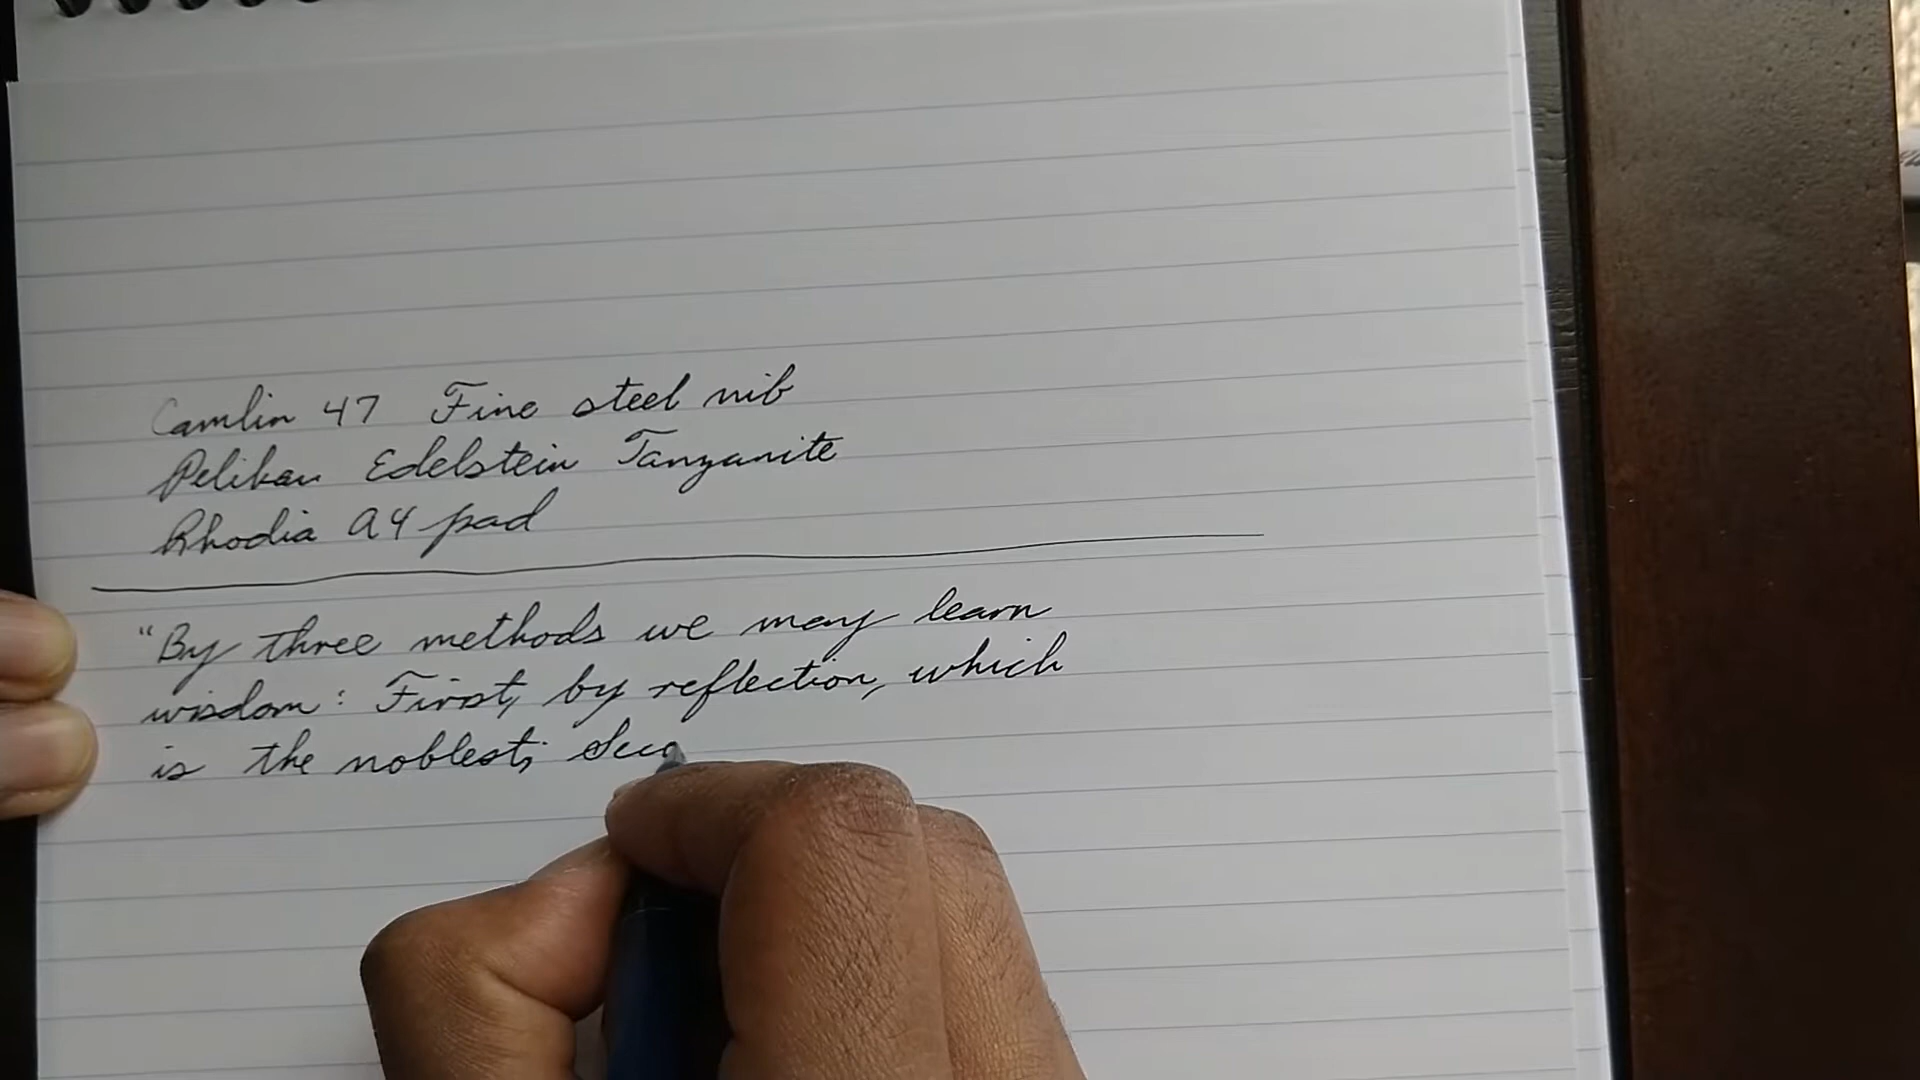 Camlin 47 Fine steel nib
Pelikan Edelstein Tanzanite
Rhodia A4 pad
"By three methods we may learn
wisdom: First, by reflection, which
is the noblest; Seco